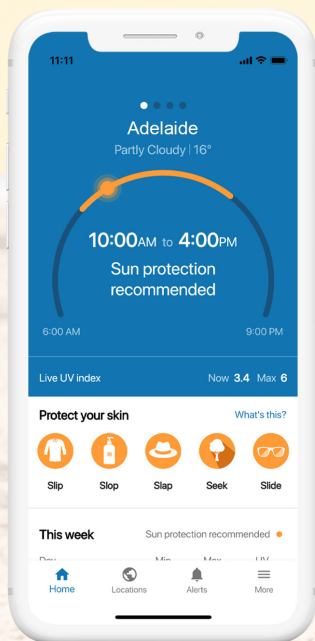 11:11
Adelaide
Partly Cloudy | 16°
10:00AM to 4:00PM
Sun protection
recommended
6:00 AM 9:00 PM
Live UV index Now 3.4 Max 6
Protect your skin What's this?
Slip Slop Slap Seek Slide
This week Sun protection recommended
Day Min Max UV
Home Locations Alerts More